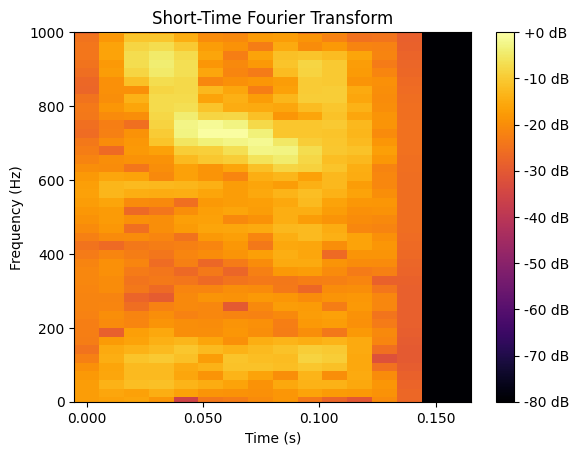 Short-Time Fourier Transform
Frequency (Hz)
1000
800
600
400
200
0
0.000
0.050
0.100
0.150
Time (s)
+0 dB
-10 dB
-20 dB
-30 dB
-40 dB
-50 dB
-60 dB
-70 dB
-80 dB